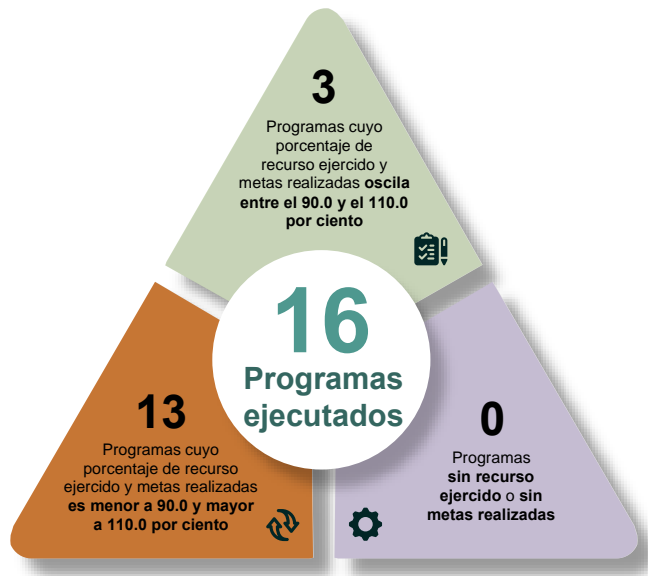 3
Programas cuyo
porcentaje de
recurso ejercido y
metas realizadas oscila
entre el 90.0 y el 110.0
por ciento
16
Programas
ejecutados
13
Programas cuyo
porcentaje de recurso
ejercido y metas realizadas
es menor a 90.0 y mayor
a 110.0 por ciento
0
Programas
sin recurso
ejercido o sin
metas realizadas